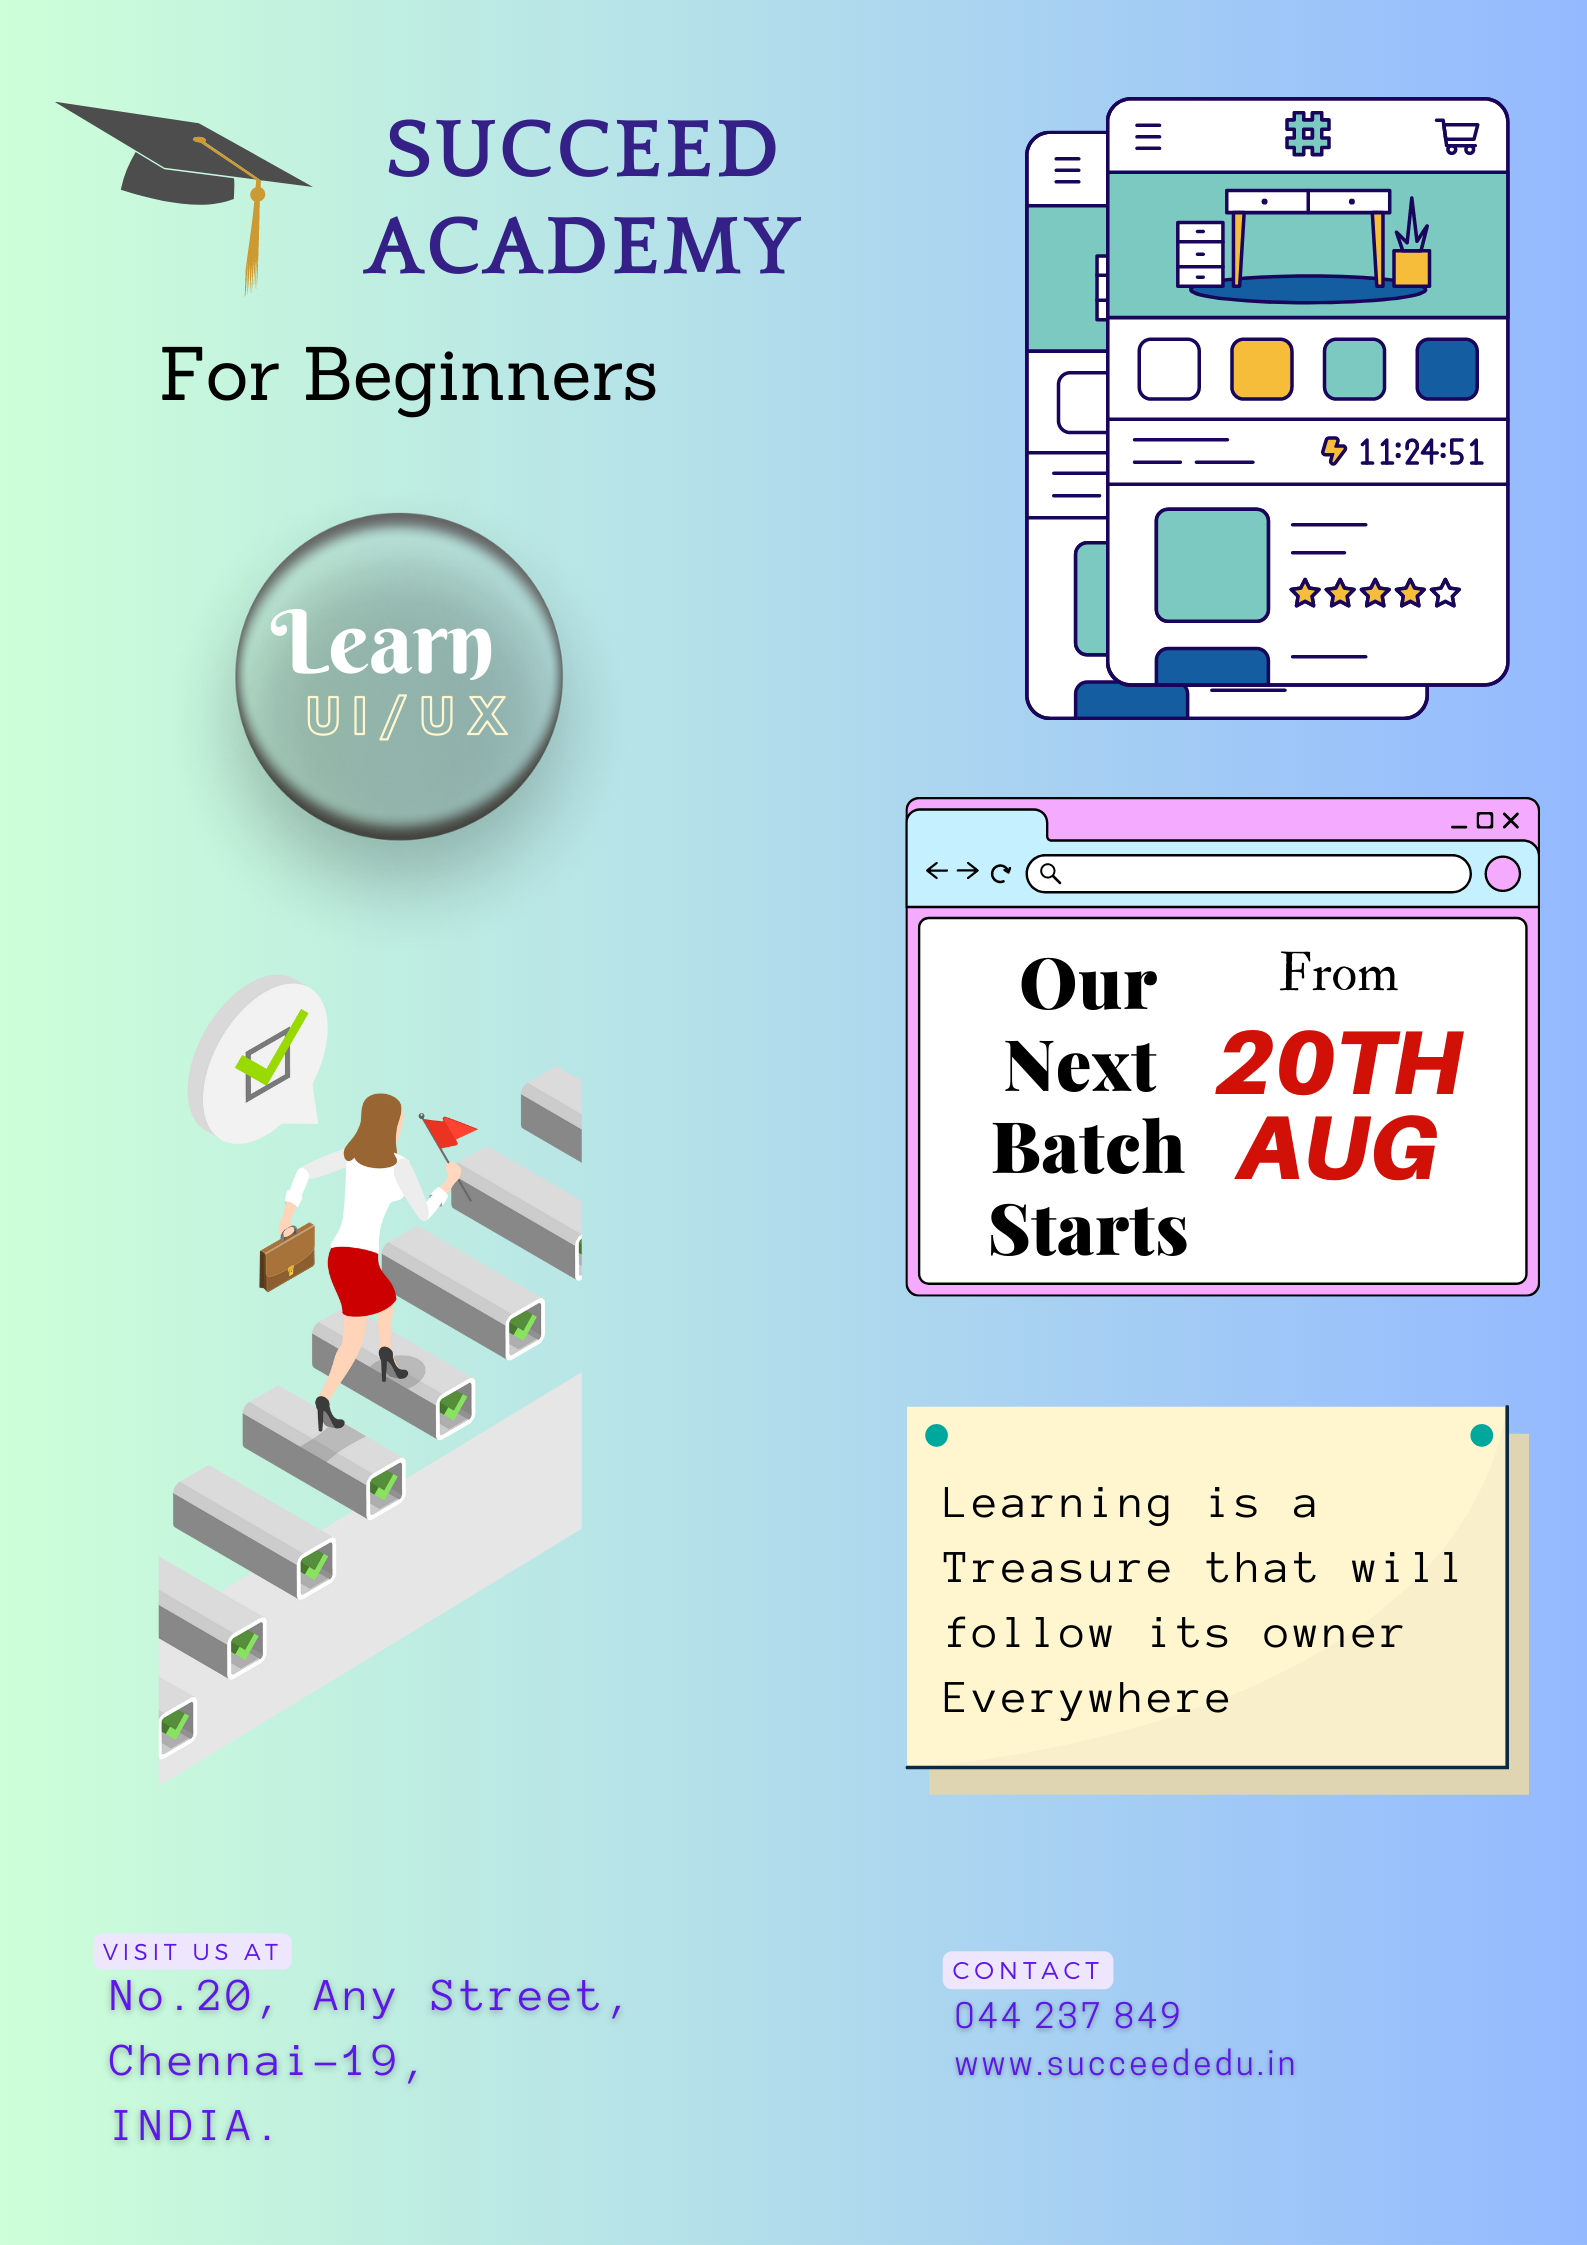 SUCCEED
ACADEMY
For Beginners
Learn
UI/UX
11:24:51
Our
Next
Batch
Starts
From
20TH
AUG
Learning is a
Treasure that will
follow its owner
Everywhere
VISIT US AT
No.20, Any Street,
Chennai-19,
INDIA.
CONTACT
044 237 849
www.succeededu.in